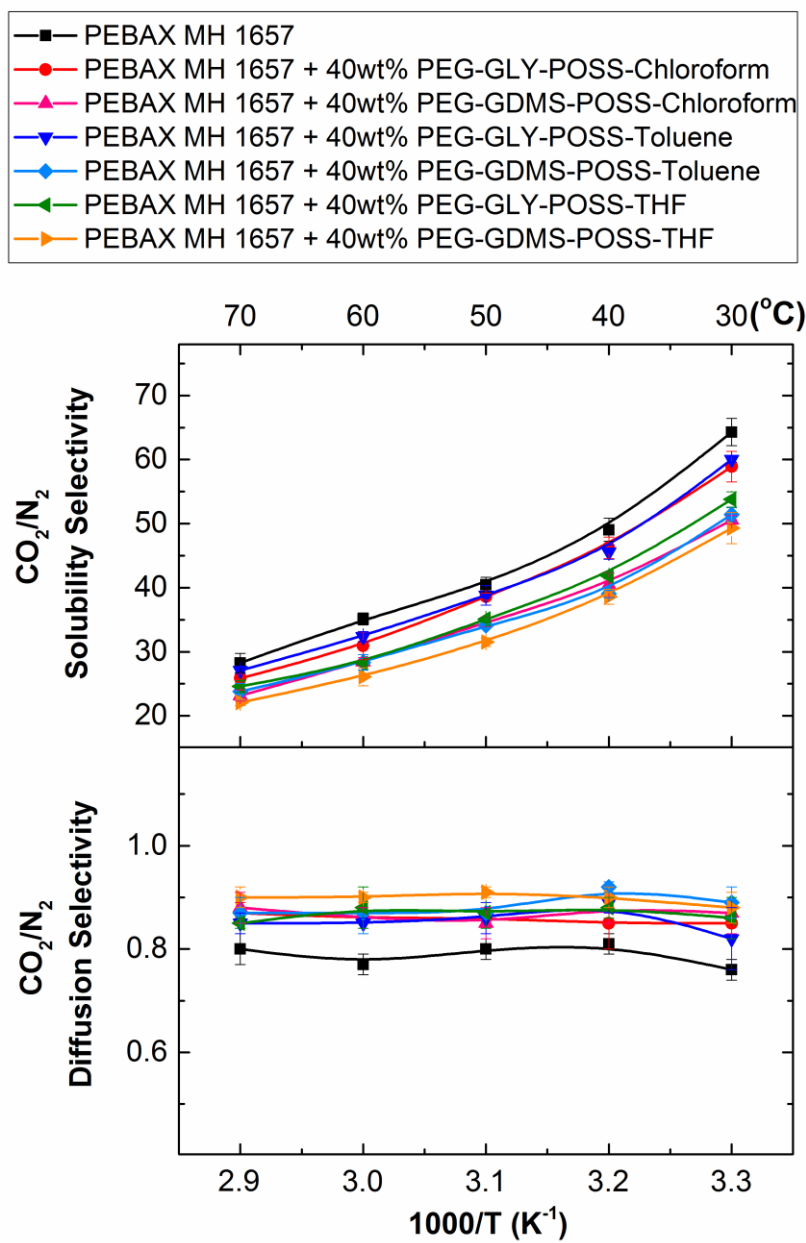 PEBAX MH 1657
PEBAX MH 1657 + 40wt% PEG-GLY-POSS-Chloroform
PEBAX MH 1657 + 40wt% PEG-GDMS-POSS-Chloroform
PEBAX MH 1657 + 40wt% PEG-GLY-POSS-Toluene
PEBAX MH 1657 + 40wt% PEG-GDMS-POSS-Toluene
PEBAX MH 1657 + 40wt% PEG-GLY-POSS-THF
PEBAX MH 1657 + 40wt% PEG-GDMS-POSS-THF
70 60 50 40 30 (°C)
CO₂/N₂
Solubility Selectivity
70
60
50
40
30
20
CO₂/N₂
Diffusion Selectivity
1.0
0.8
0.6
2.9 3.0 3.1 3.2 3.3
1000/T (K⁻¹)